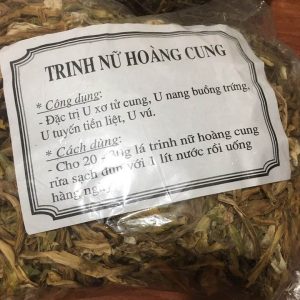 TRINH NỮ HOÀNG CUNG
* Công dụng:
- Đặc trị U xơ tử cung, U nang buồng trứng,
U tuyến tiền liệt, U vú.
* Cách dùng:
- Cho 20 - lá trinh nữ hoàng cung
rửa sạch đun với 1 lít nước rồi uống
hàng